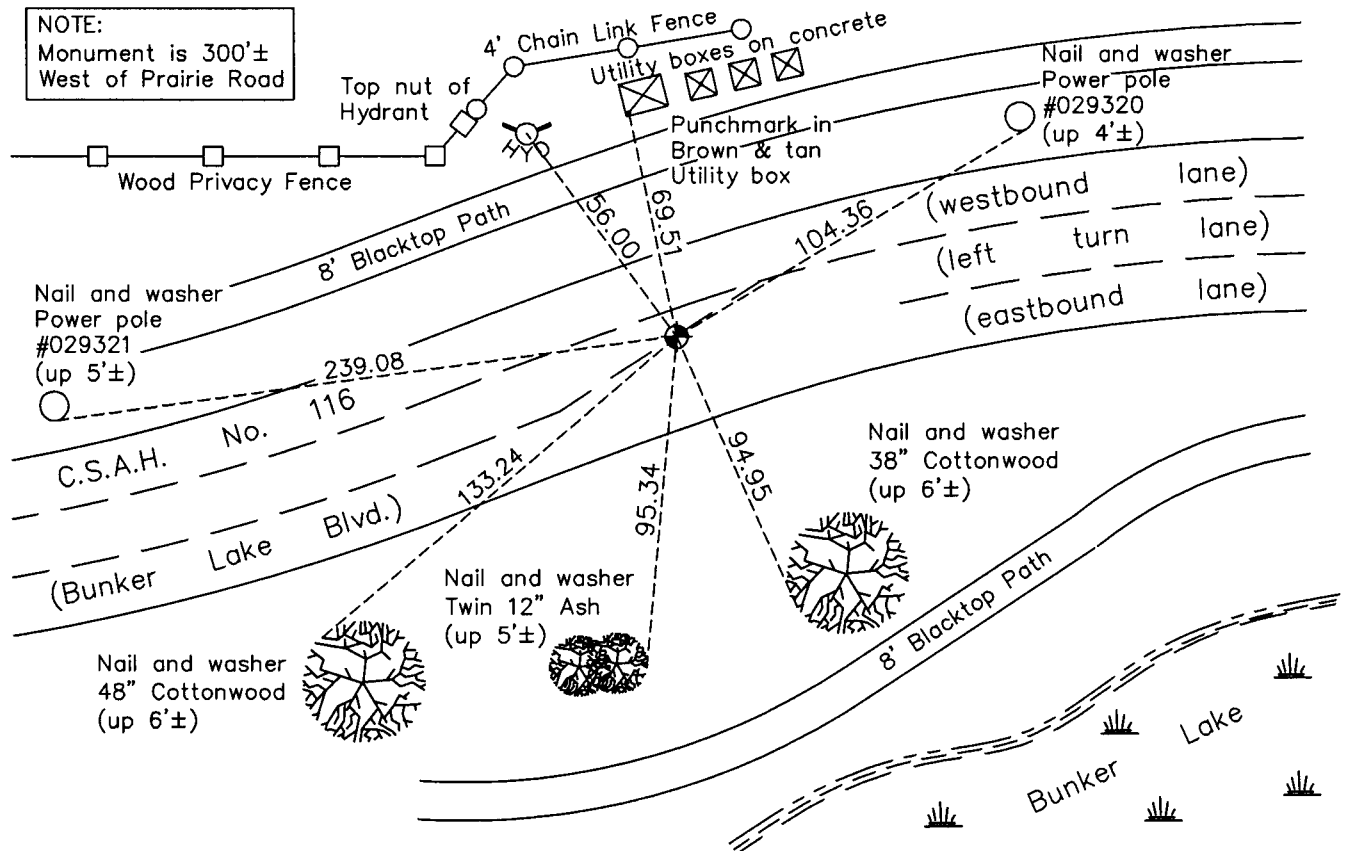 NOTE:
Monument is 300'±
West of Prairie Road
4' Chain Link Fence
Utility boxes on concrete
Top nut of
Hydrant
HYD
Nail and washer
Power pole
#029320
(up 4'±)
Punchmark in
Brown & tan
Utility box
Wood Privacy Fence
8' Blacktop Path
56.00
69.51
104.36
(westbound lane)
(left turn lane)
(eastbound lane)
Nail and washer
Power pole
#029321
(up 5'±)
239.08
C.S.A.H. No. 116
(Bunker Lake Blvd.)
133.24
95.34
94.95
Nail and washer
38" Cottonwood
(up 6'±)
Nail and washer
Twin 12" Ash
(up 5'±)
Nail and washer
48" Cottonwood
(up 6'±)
8' Blacktop Path
Bunker Lake